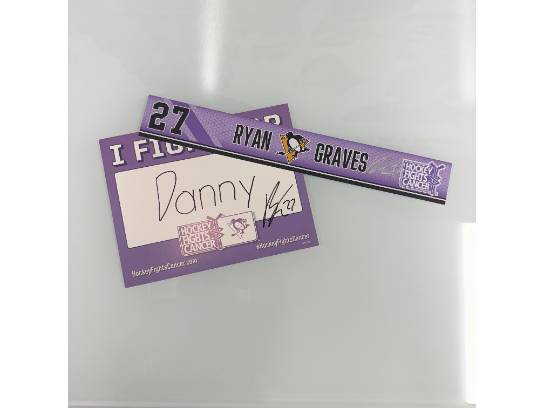 27 RYAN GRAVES
HOCKEY
FIGHTS
CANCER
I FIG
Danny
27
HOCKEY
FIGHTS
CANCER
HockeyFightsCancer.com
#HockeyFightsCancer